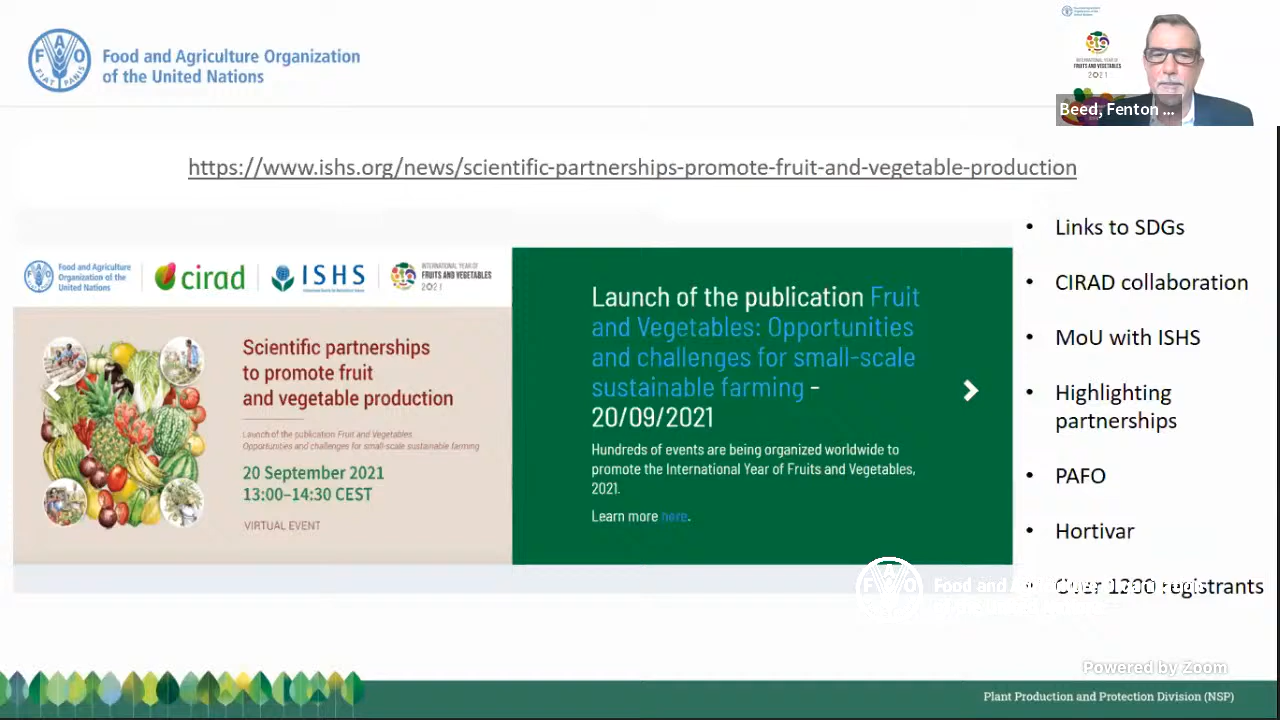 Food and Agriculture Organization
of the United Nations
INTERNATIONAL YEAR OF
FRUITS AND VEGETABLES
2021
Beed, Fenton ...
https://www.ishs.org/news/scientific-partnerships-promote-fruit-and-vegetable-production
Food and Agriculture
Organization of the
United Nations
cirad
ISHS
INTERNATIONAL YEAR OF
FRUITS AND VEGETABLES
2021
Scientific partnerships
to promote fruit
and vegetable production
Launch of the publication Fruit and Vegetables
Opportunities and challenges for small-scale sustainable farming
20 September 2021
13:00–14:30 CEST
VIRTUAL EVENT
Launch of the publication Fruit
and Vegetables: Opportunities
and challenges for small-scale
sustainable farming -
20/09/2021
Hundreds of events are being organized worldwide to
promote the International Year of Fruits and Vegetables,
2021.
Learn more here.
• Links to SDGs
• CIRAD collaboration
• MoU with ISHS
• Highlighting
partnerships
• PAFO
• Hortivar
registrants
Food and
Powered by Zoom
Plant Production and Protection Division (NSP)